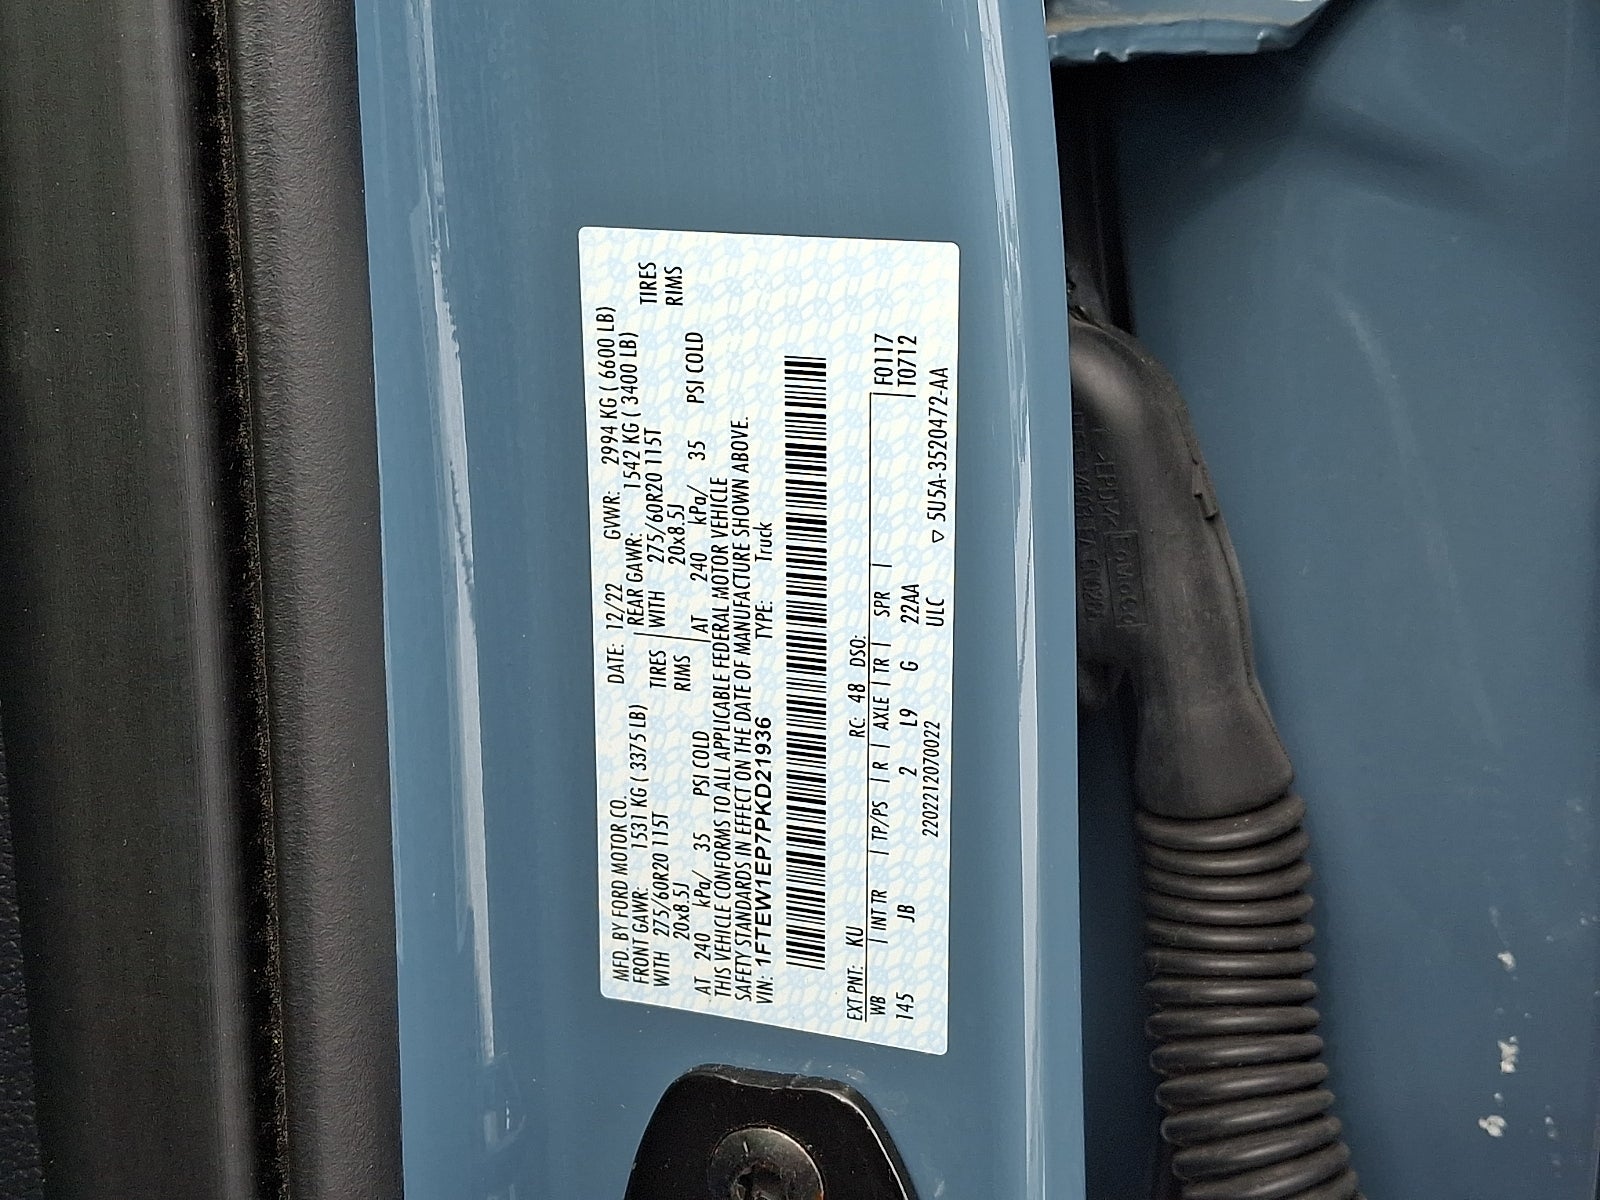 MFD. BY FORD MOTOR CO.
DATE: 12/22 GVWR: 2994 KG ( 6600 LB)
FRONT GAWR: 1531 KG ( 3375 LB) REAR GAWR: 1542 KG ( 3400 LB)
WITH 275/60R20 115T TIRES WITH 275/60R20 115T TIRES
20x8.5J RIMS 20x8.5J RIMS
AT 240 kPa/ 35 PSI COLD AT 240 kPa/ 35 PSI COLD
THIS VEHICLE CONFORMS TO ALL APPLICABLE FEDERAL MOTOR VEHICLE
SAFETY STANDARDS IN EFFECT ON THE DATE OF MANUFACTURE SHOWN ABOVE.
VIN: 1FTEW1EP7PKD21936 TYPE: Truck
EXT PNT: KU RC: 48 DSO:
WB | INT TR | TP/PS | R | AXLE | TR | SPR | F0117
145 JB 2 L9 G 22AA T0712
220221207022 ULC ▽ 5U5A-3520472-AA